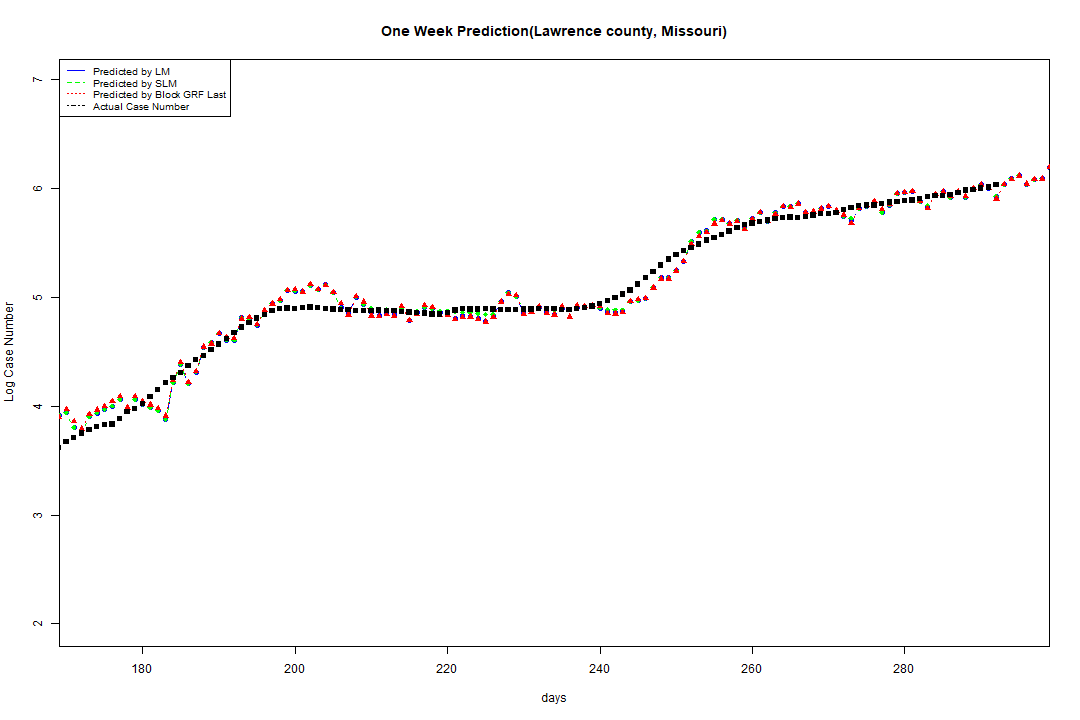 One Week Prediction(Lawrence county, Missouri)
Predicted by LM
Predicted by SLM
Predicted by Block GRF Last
Actual Case Number
Log Case Number
7
6
5
4
3
2
180 200 220 240 260 280
days